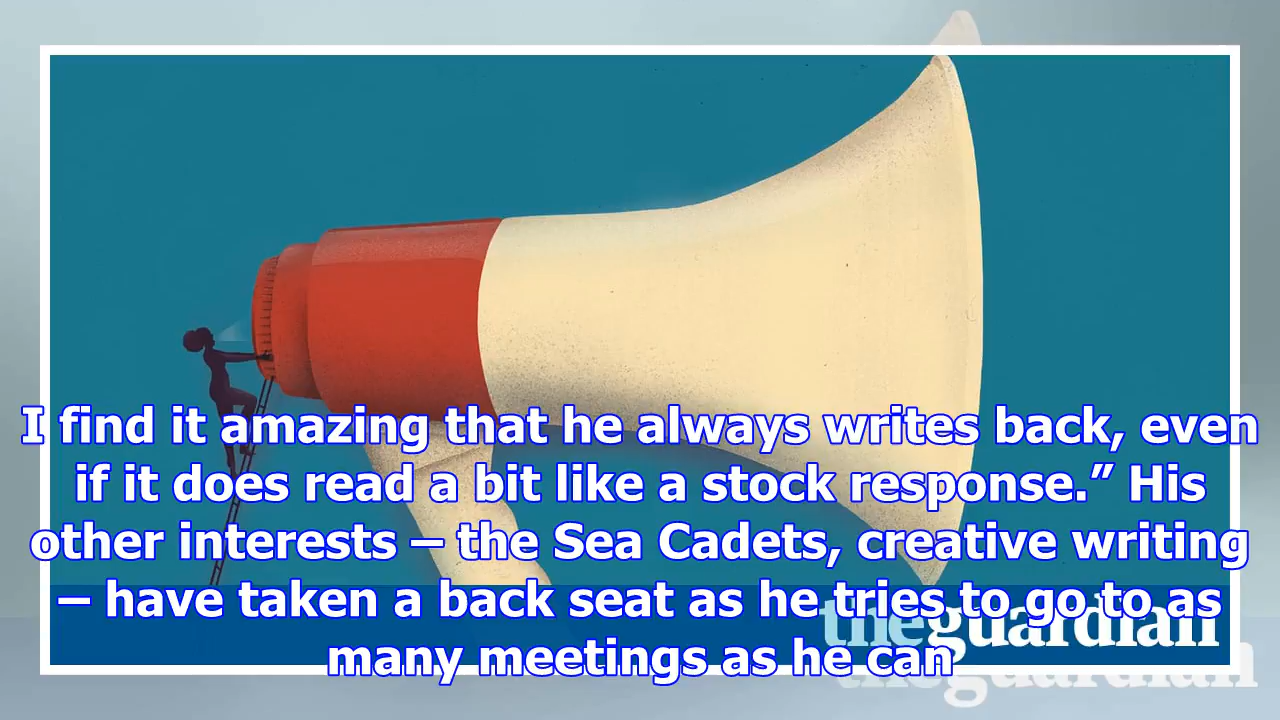 I find it amazing that he always writes back, even
if it does read a bit like a stock response.” His
other interests – the Sea Cadets, creative writing
– have taken a back seat as he tries to go to as
many meetings as he can
theguardian
theguardian